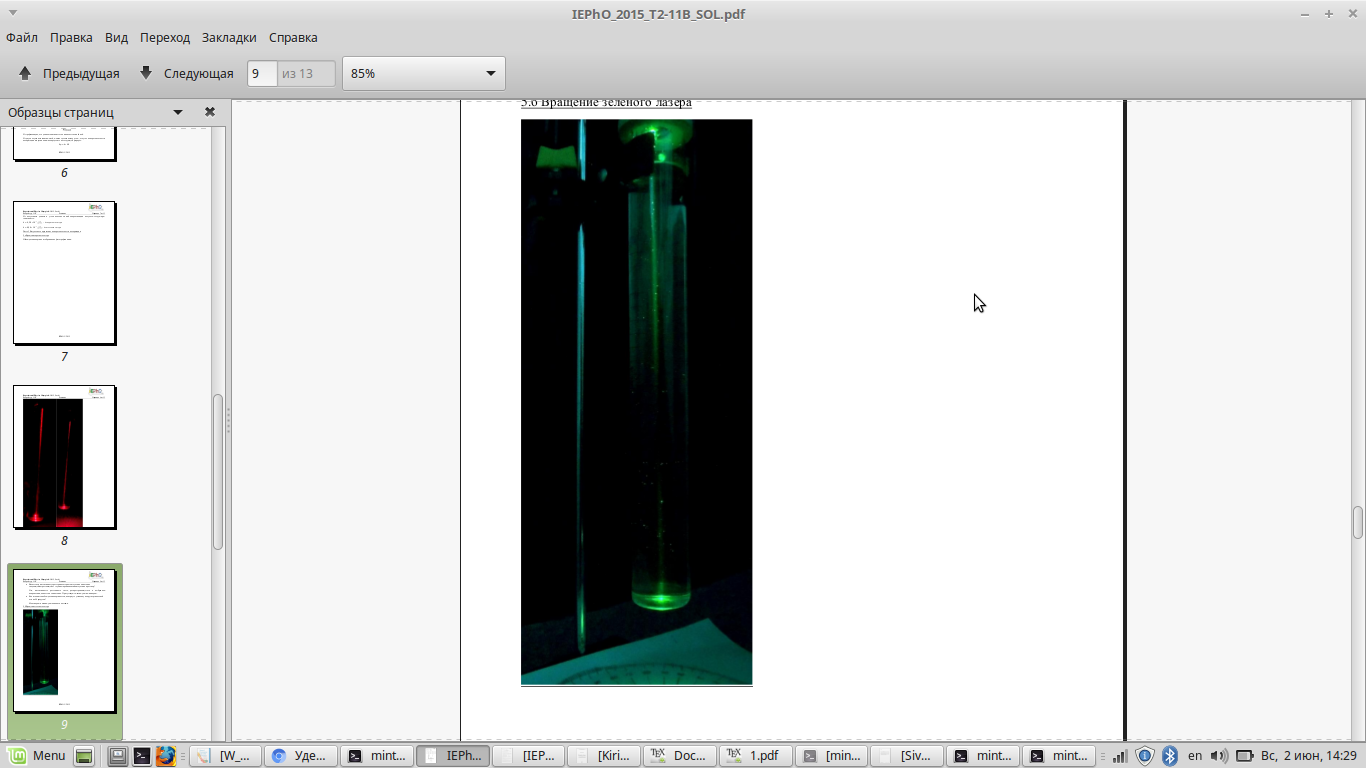 IEPhO_2015_T2-11B_SOL.pdf
Файл Правка Вид Переход Закладки Справка
Предыдущая Следующая 9 из 13 85%
Образцы страниц
5.6 Вращение зеленого лазера
6
7
8
9
Menu [W_... Уде... mint... IEPh... [IEP... [Kiri... Doc... 1.pdf [min... [Siv... mint... mint... en Вс, 2 июн, 14:29